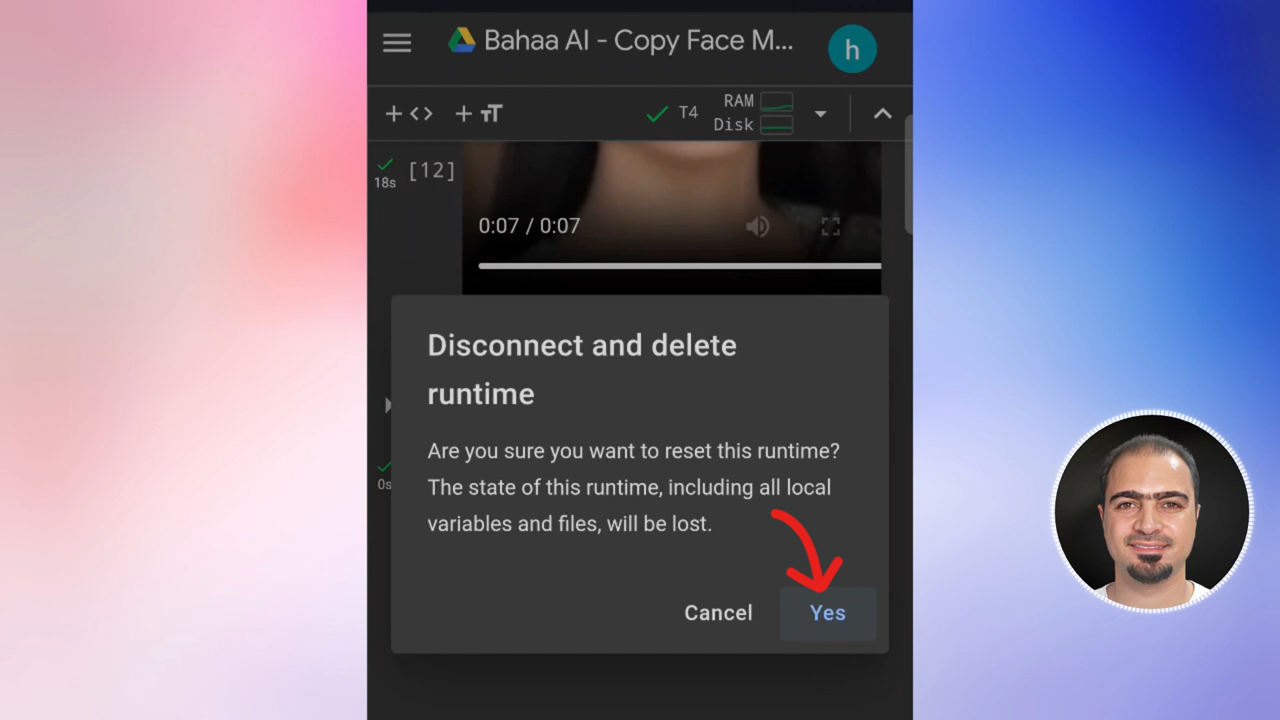 Bahaa AI - Copy Face M...
h
T4
RAM
Disk
[12]
18s
0:07 / 0:07
Disconnect and delete
runtime
0s
Are you sure you want to reset this runtime?
The state of this runtime, including all local
variables and files, will be lost.
Cancel
Yes